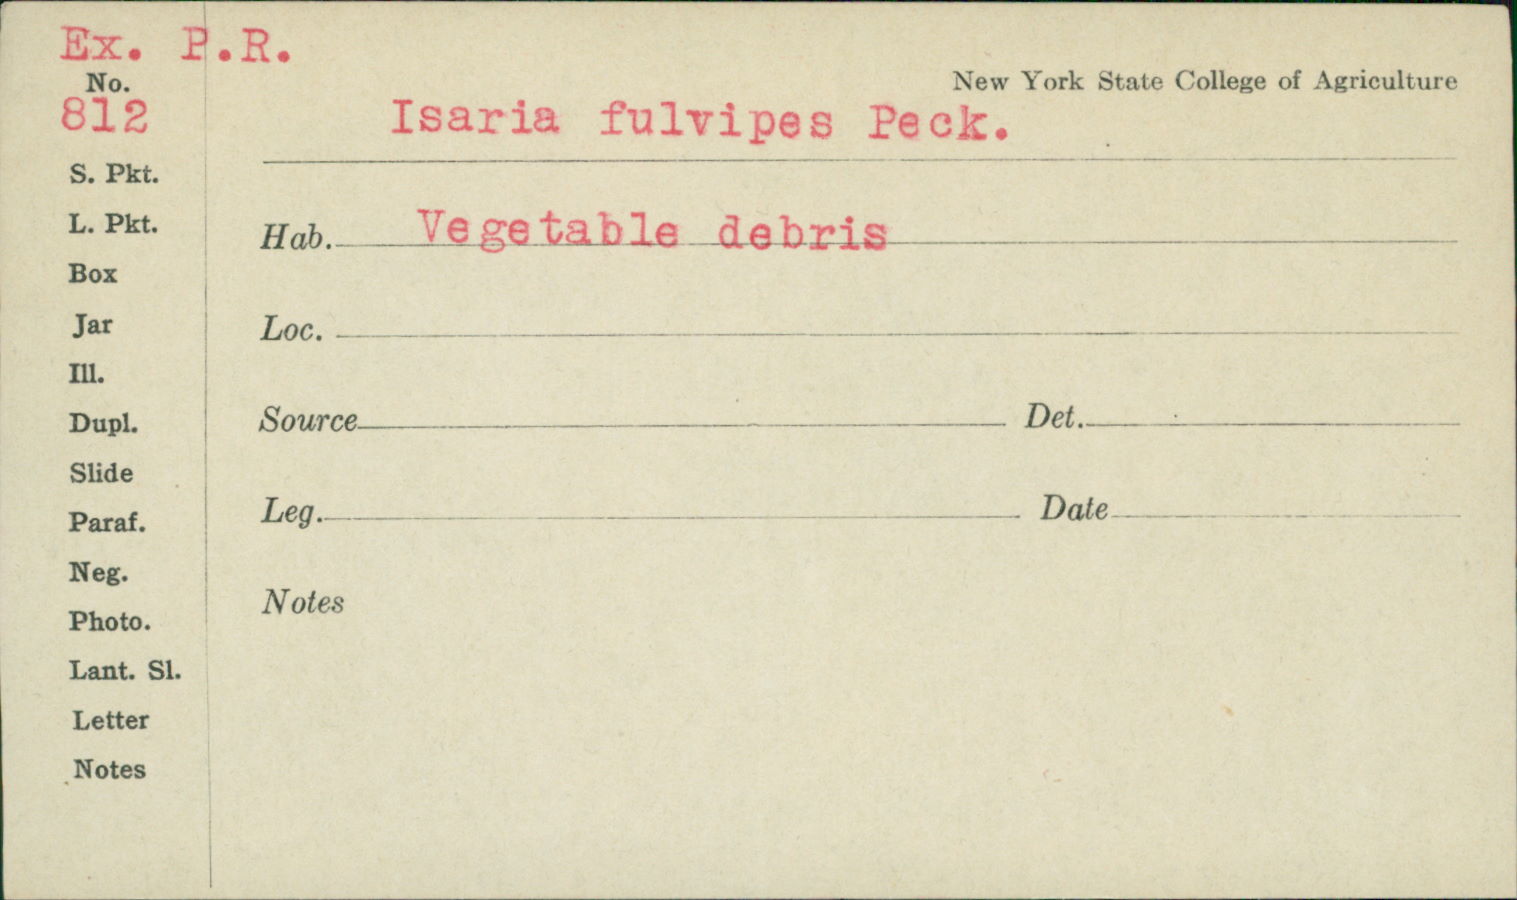 Ex. P.R.
No.
812
New York State College of Agriculture
Isaria fulvipes Peck.
S. Pkt.
L. Pkt.
Hab. Vegetable debris
Box
Jar
Loc.
Ill.
Dupl.
Source Det.
Slide
Paraf.
Leg. Date
Neg.
Photo.
Notes
Lant. Sl.
Letter
Notes